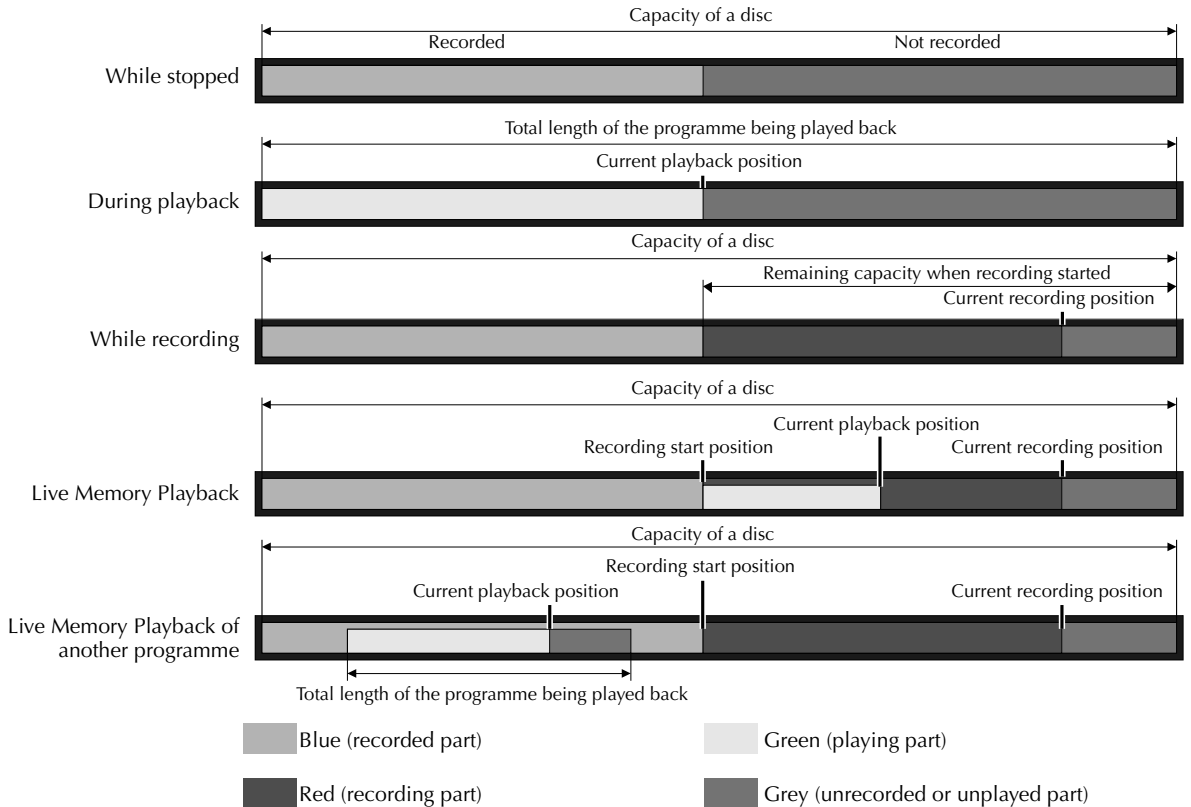 Capacity of a disc
Recorded
Not recorded
While stopped
Total length of the programme being played back
Current playback position
During playback
Capacity of a disc
Remaining capacity when recording started
Current recording position
While recording
Capacity of a disc
Current playback position
Recording start position
Current recording position
Live Memory Playback
Capacity of a disc
Recording start position
Current playback position
Current recording position
Live Memory Playback of
another programme
Total length of the programme being played back
Blue (recorded part)
Green (playing part)
Red (recording part)
Grey (unrecorded or unplayed part)